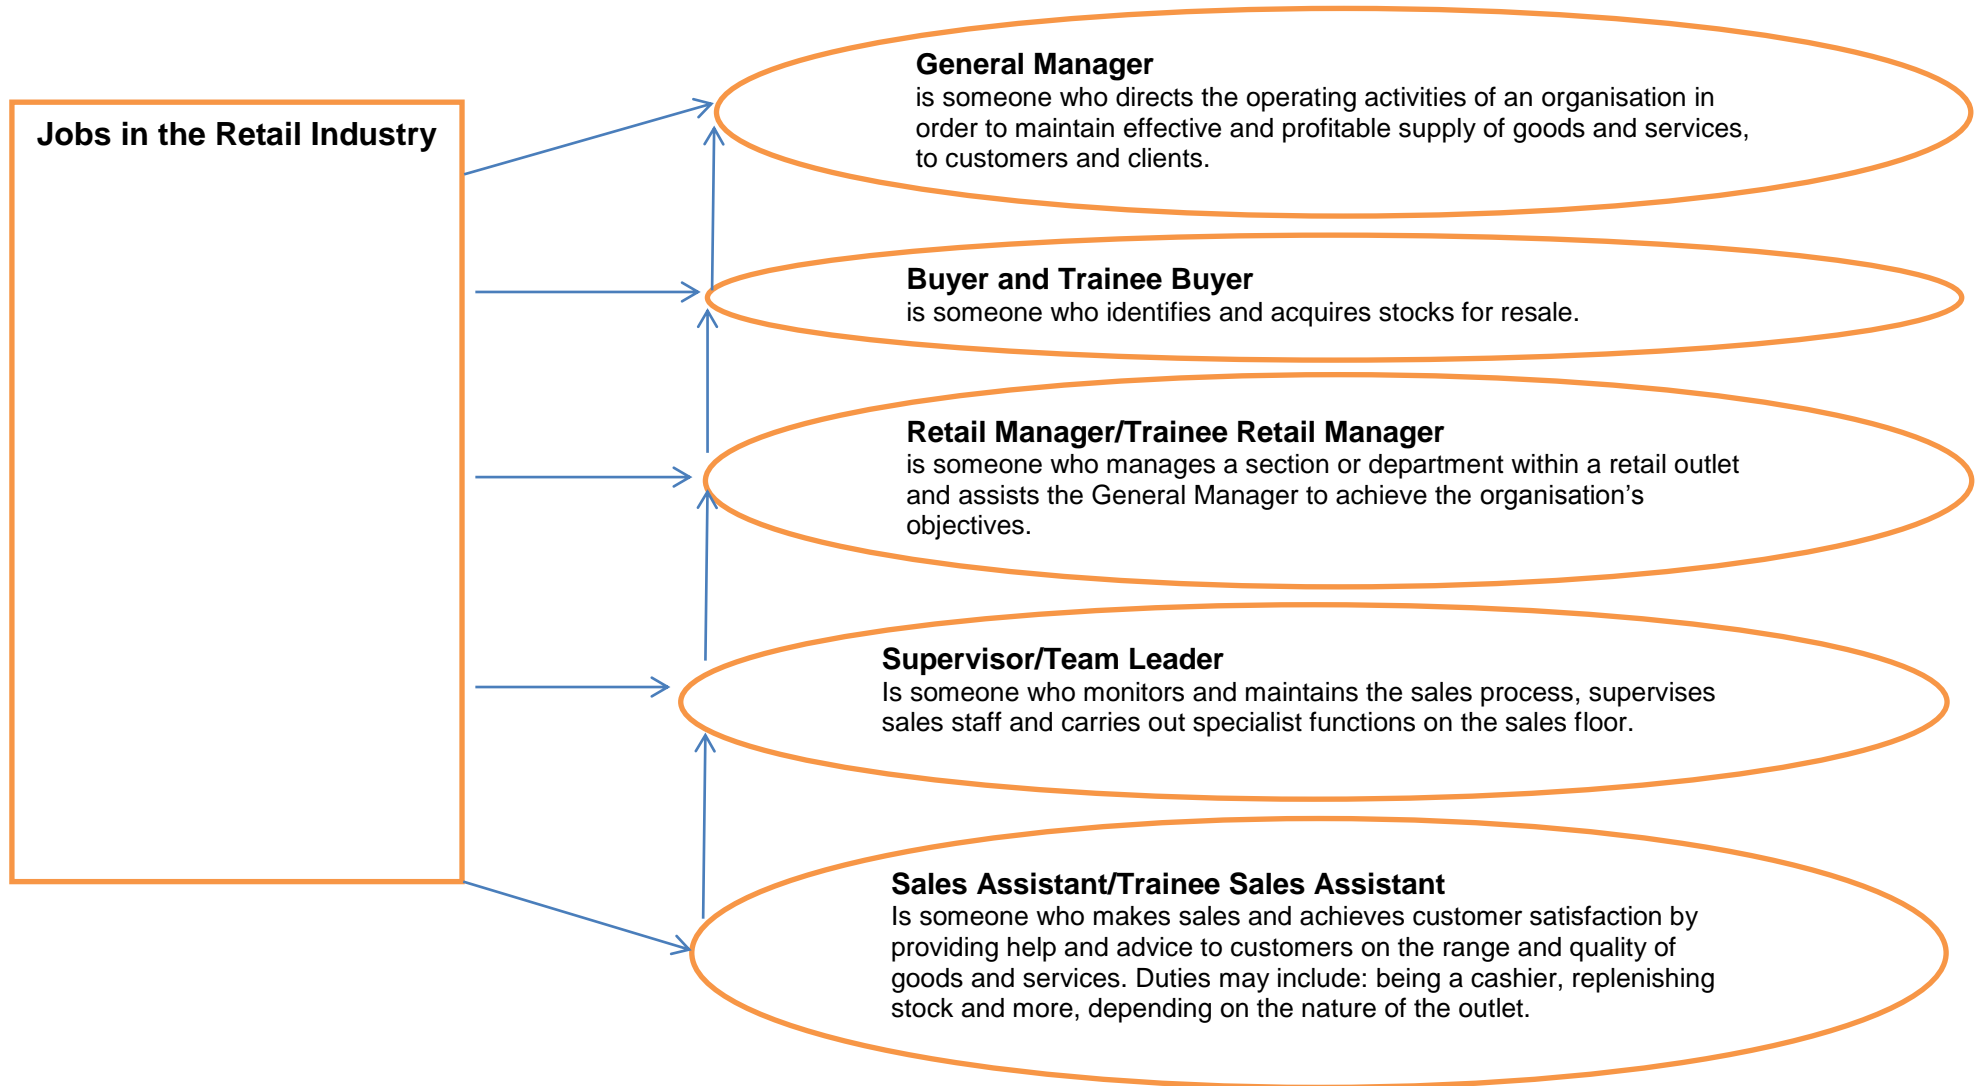 Jobs in the Retail Industry
General Manager
is someone who directs the operating activities of an organisation in
order to maintain effective and profitable supply of goods and services,
to customers and clients.
Buyer and Trainee Buyer
is someone who identifies and acquires stocks for resale.
Retail Manager/Trainee Retail Manager
is someone who manages a section or department within a retail outlet
and assists the General Manager to achieve the organisation’s
objectives.
Supervisor/Team Leader
Is someone who monitors and maintains the sales process, supervises
sales staff and carries out specialist functions on the sales floor.
Sales Assistant/Trainee Sales Assistant
Is someone who makes sales and achieves customer satisfaction by
providing help and advice to customers on the range and quality of
goods and services. Duties may include: being a cashier, replenishing
stock and more, depending on the nature of the outlet.